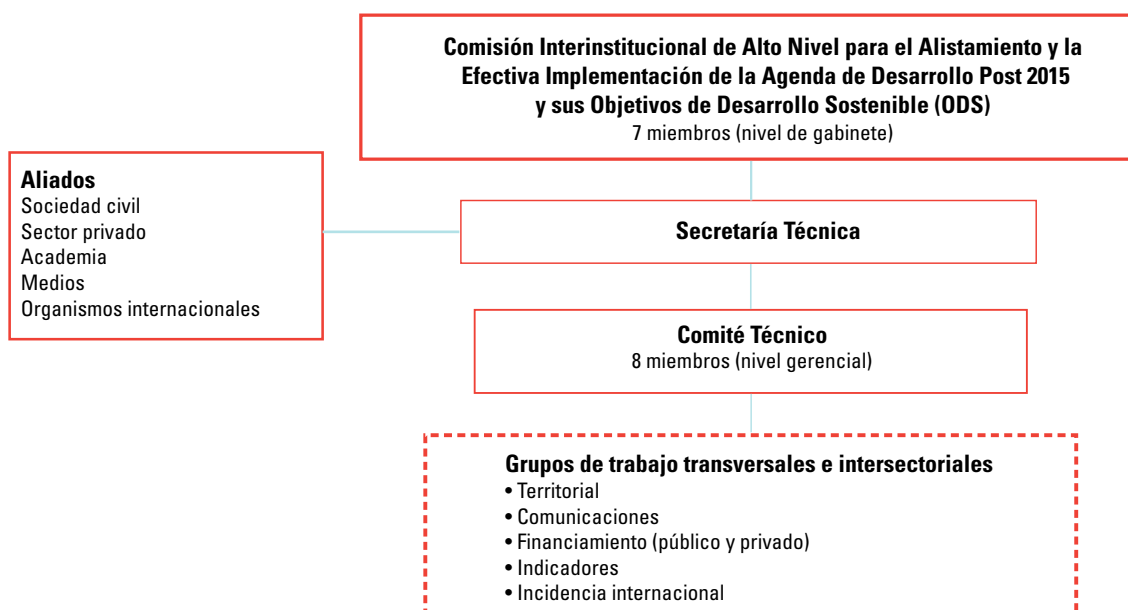 Comisión Interinstitucional de Alto Nivel para el Alistamiento y la
Efectiva Implementación de la Agenda de Desarrollo Post 2015
y sus Objetivos de Desarrollo Sostenible (ODS)
7 miembros (nivel de gabinete)
Aliados
Sociedad civil
Sector privado
Academia
Medios
Organismos internacionales
Secretaría Técnica
Comité Técnico
8 miembros (nivel gerencial)
Grupos de trabajo transversales e intersectoriales
• Territorial
• Comunicaciones
• Financiamiento (público y privado)
• Indicadores
• Incidencia internacional